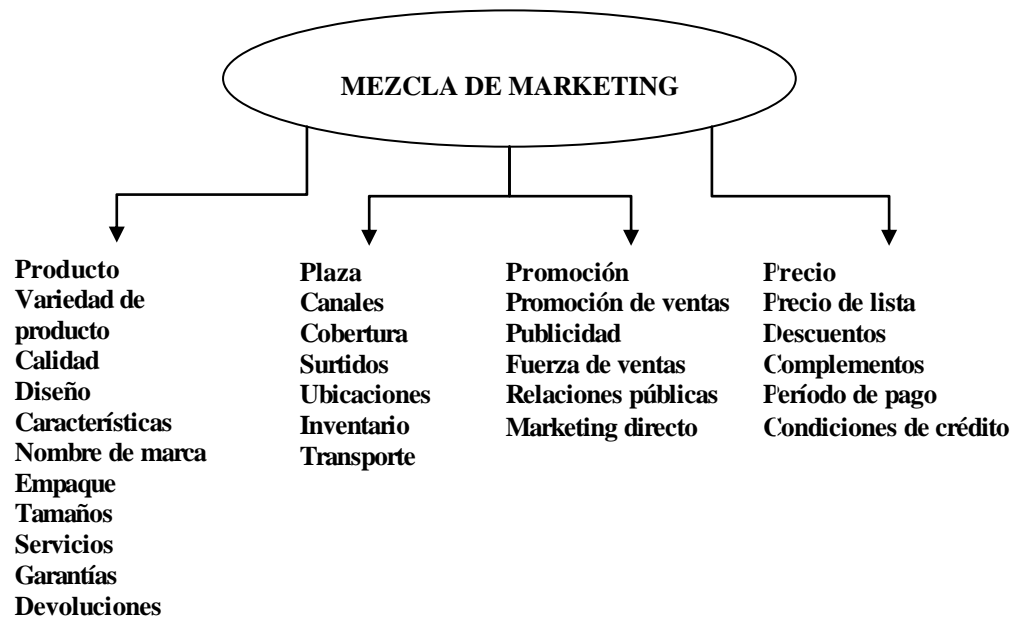 MEZCLA DE MARKETING
Producto
Variedad de
producto
Calidad
Diseño
Características
Nombre de marca
Empaque
Tamaños
Servicios
Garantías
Devoluciones
Plaza
Canales
Cobertura
Surtidos
Ubicaciones
Inventario
Transporte
Promoción
Promoción de ventas
Publicidad
Fuerza de ventas
Relaciones públicas
Marketing directo
Precio
Precio de lista
Descuentos
Complementos
Período de pago
Condiciones de crédito